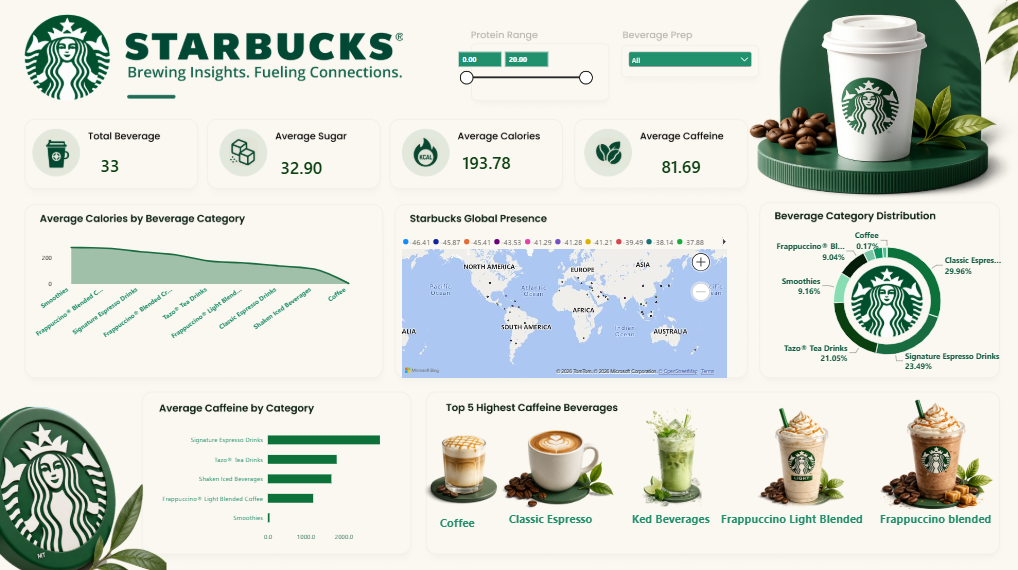 STARBUCKS®
Brewing Insights. Fueling Connections.
Protein Range
0.00
20.00
Beverage Prep
All
Total Beverage
33
Average Sugar
32.90
KCAL
Average Calories
193.78
Average Caffeine
81.69
Average Calories by Beverage Category
200
0
Smoothies
Frappuccino® Blended C...
Signature Espresso Drinks
Frappuccino® Blended Cr...
Tazo® Tea Drinks
Frappuccino® Light Blend...
Classic Espresso Drinks
Shaken Iced Beverages
Coffee
Starbucks Global Presence
-46.41
-45.87
-45.41
-43.53
-41.29
-41.28
-41.21
-39.49
-38.14
-37.88
NORTH AMERICA
EUROPE
ASIA
Pacific
Ocean
Atlantic
Ocean
AFRICA
SOUTH AMERICA
Indian
Ocean
AUSTRALIA
Microsoft Bing
© 2026 TomTom, © 2026 Microsoft Corporation, © OpenStreetMap Terms
Beverage Category Distribution
Coffee
0.17%
Frappuccino® Bl...
9.04%
Smoothies
9.16%
Tazo® Tea Drinks
21.05%
Classic Espres...
29.96%
Signature Espresso Drinks
23.49%
Average Caffeine by Category
Signature Espresso Drinks
Tazo® Tea Drinks
Shaken Iced Beverages
Frappuccino® Light Blended Coffee
Smoothies
0.0
1000.0
2000.0
Top 5 Highest Caffeine Beverages
LIGHT
Coffee
Classic Espresso
Ked Beverages
Frappuccino Light Blended
Frappuccino blended